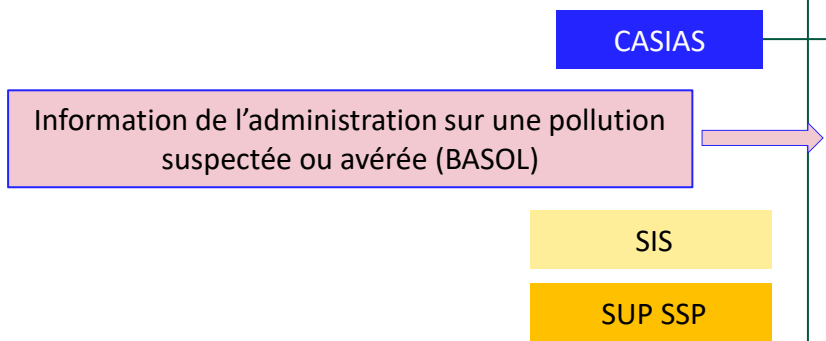 CASIAS
Information de l’administration sur une pollution
suspectée ou avérée (BASOL)
SIS
SUP SSP